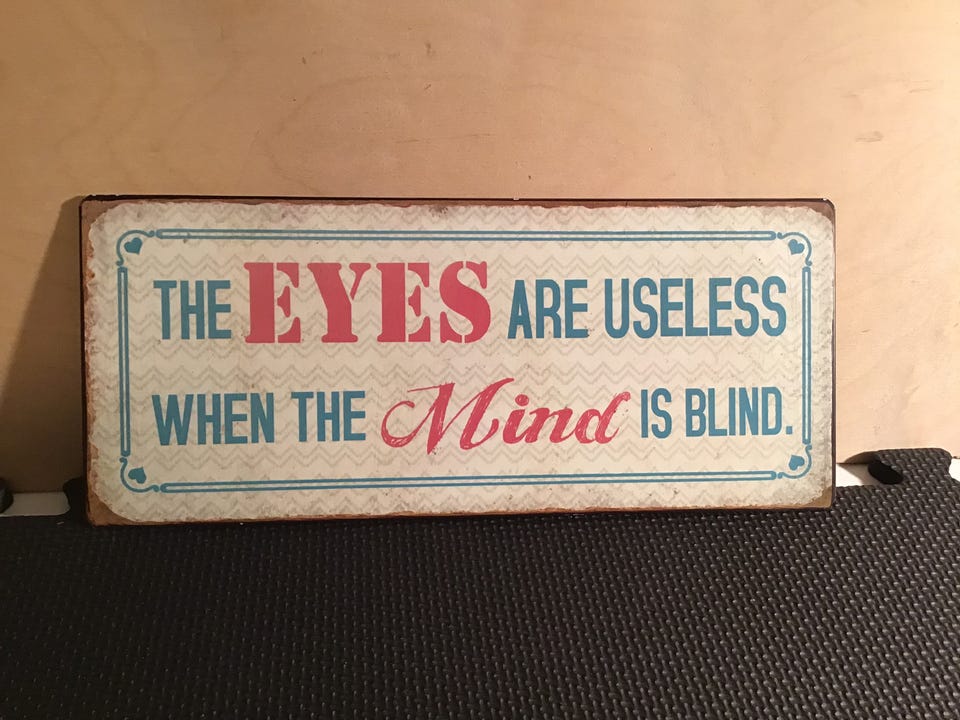 THE EYES ARE USELESS
WHEN THE Mind IS BLIND.